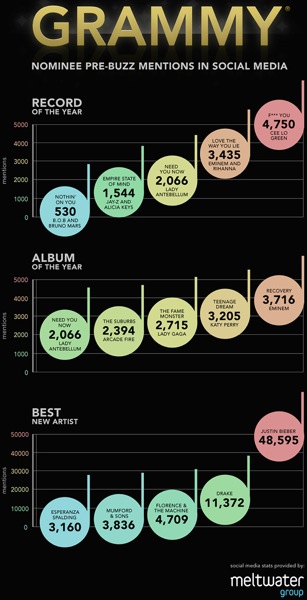 GRAMMY®
NOMINEE PRE-BUZZ MENTIONS IN SOCIAL MEDIA
RECORD
OF THE YEAR
mentions
5000
4000
3000
2000
1000
0
NOTHIN'
ON YOU
530
B.O.B AND
BRUNO MARS
EMPIRE STATE
OF MIND
1,544
JAY-Z AND
ALICIA KEYS
NEED
YOU NOW
2,066
LADY
ANTEBELLUM
LOVE THE
WAY YOU LIE
3,435
EMINEM AND
RIHANNA
F*** YOU
4,750
CEE LO
GREEN
ALBUM
OF THE YEAR
mentions
5000
4000
3000
2000
1000
0
NEED YOU
NOW
2,066
LADY
ANTEBELLUM
THE SUBURBS
2,394
ARCADE FIRE
THE FAME
MONSTER
2,715
LADY GAGA
TEENAGE
DREAM
3,205
KATY PERRY
RECOVERY
3,716
EMINEM
BEST
NEW ARTIST
mentions
50000
40000
30000
20000
10000
0
ESPERANZA
SPALDING
3,160
MUMFORD
& SONS
3,836
FLORENCE &
THE MACHINE
4,709
DRAKE
11,372
JUSTIN BIEBER
48,595
social media stats provided by:
meltwater
group